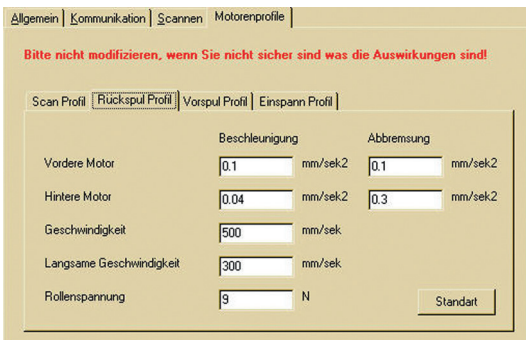 Allgemein Kommunikation Scannen Motorenprofile
Bitte nicht modifizieren, wenn Sie nicht sicher sind was die Auswirkungen sind!
Scan Profil Rückspul Profil Vorspul Profil Einspann Profil
Beschleunigung Abbremsung
Vordere Motor 0.1 mm/sek2 0.1 mm/sek2
Hintere Motor 0.04 mm/sek2 0.3 mm/sek2
Geschwindigkeit 500 mm/sek
Langsame Geschwindigkeit 300 mm/sek
Rollenspannung 9 N Standart